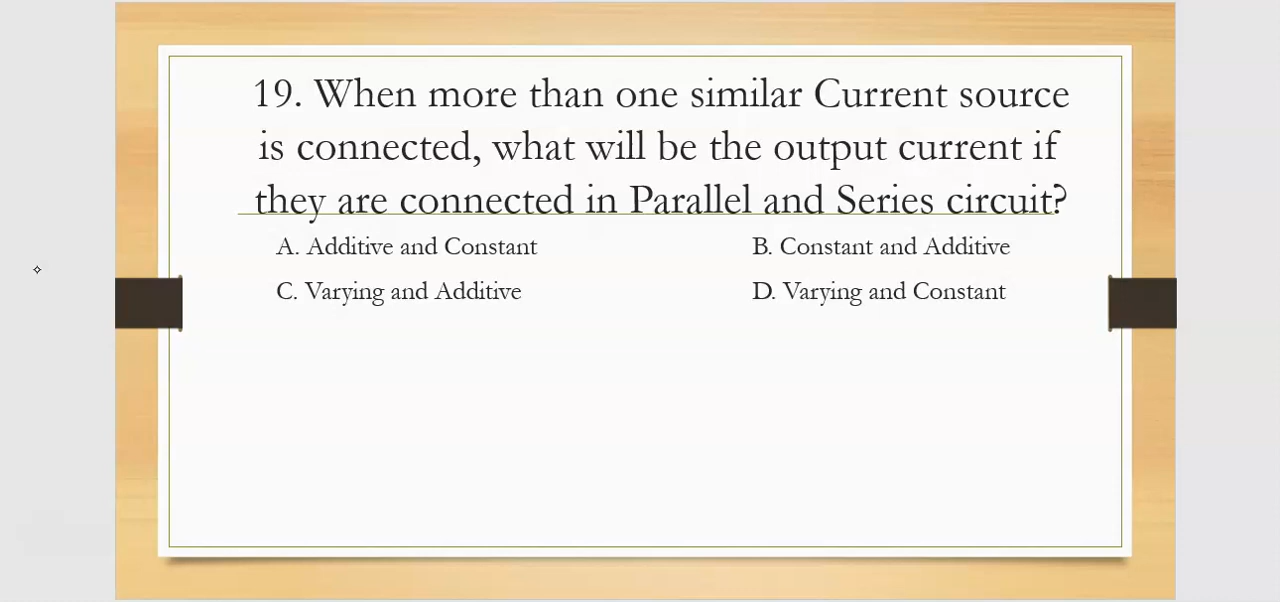 19. When more than one similar Current source
is connected, what will be the output current if
they are connected in Parallel and Series circuit?
A. Additive and Constant
B. Constant and Additive
C. Varying and Additive
D. Varying and Constant